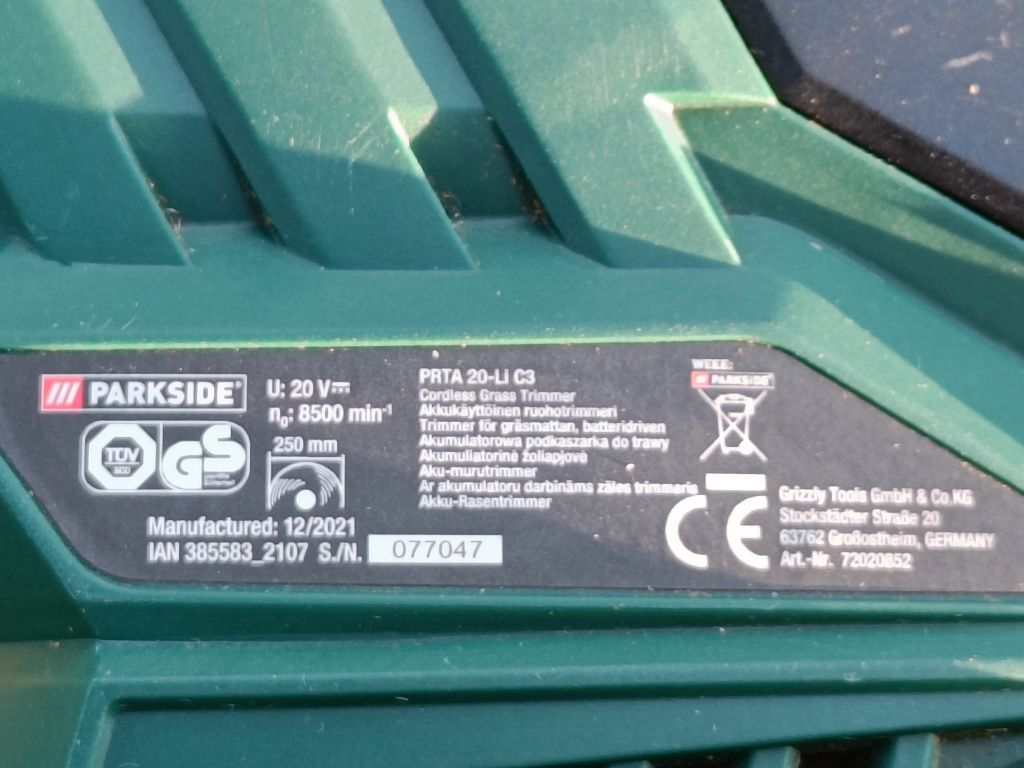 PARKSIDE®
U: 20 V
n₀: 8500 min⁻¹
250 mm
TÜV
SÜD
GS
Manufactured: 12/2021
IAN 385583_2107 S./N. 077047
PRTA 20-Li C3
Cordless Grass Trimmer
Akkukäyttöinen ruohotrimmeri
Trimmer för gräsmattan, batteridriven
Akumulatorowa podkaszarka do trawy
Akumuliatorinė žoliapjovė
Aku-murutrimmer
Ar akumulatoru darbināms zāles trimmeris
Akku-Rasentrimmer
WEEE:
PARKSIDE®
CE
Grizzly Tools GmbH & Co. KG
Stockstädter Straße 20
63762 Großostheim, GERMANY
Art.-Nr. 72020852